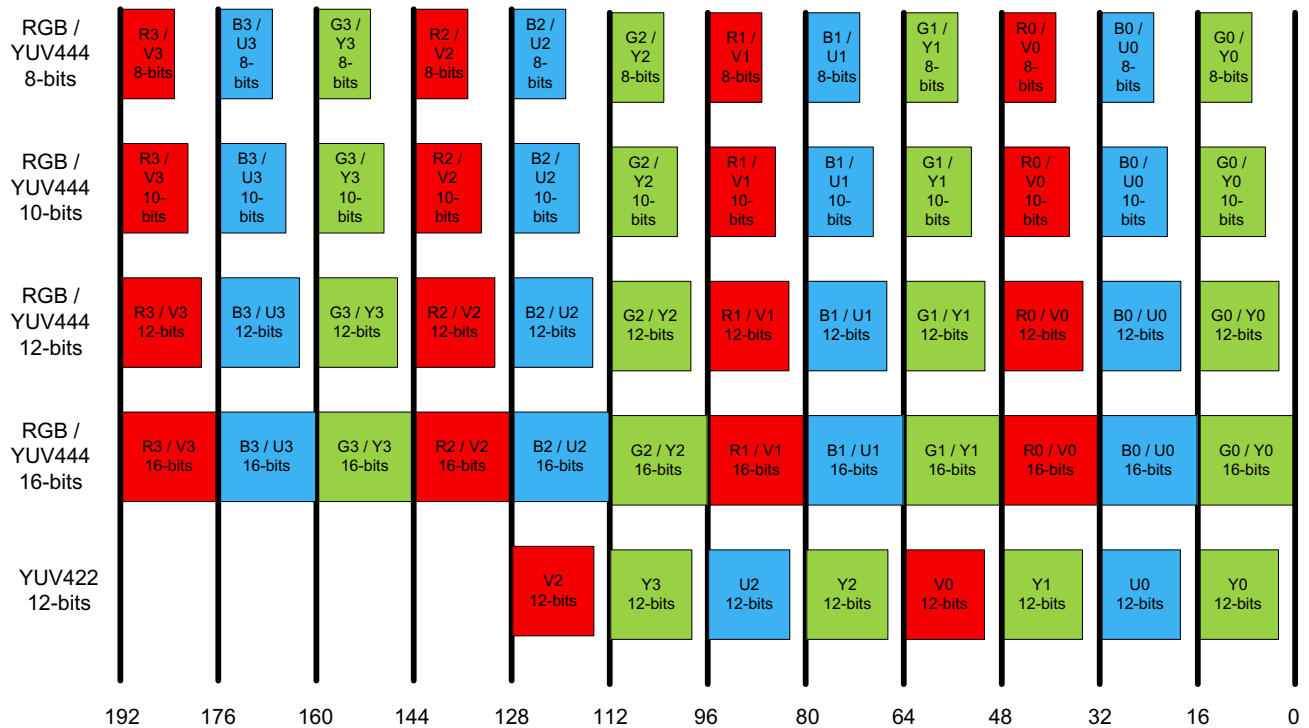 RGB /
YUV444
8-bits
R3 /
V3
8-bits
B3 /
U3
8-
bits
G3 /
Y3
8-
bits
R2 /
V2
8-bits
B2 /
U2
8-
bits
G2 /
Y2
8-bits
R1 /
V1
8-bits
B1 /
U1
8-bits
G1 /
Y1
8-
bits
R0 /
V0
8-
bits
B0 /
U0
8-
bits
G0 /
Y0
8-bits
RGB /
YUV444
10-bits
R3 /
V3
10-
bits
B3 /
U3
10-
bits
G3 /
Y3
10-
bits
R2 /
V2
10-
bits
B2 /
U2
10-
bits
G2 /
Y2
10-
bits
R1 /
V1
10-
bits
B1 /
U1
10-
bits
G1 /
Y1
10-
bits
R0 /
V0
10-
bits
B0 /
U0
10-
bits
G0 /
Y0
10-
bits
RGB /
YUV444
12-bits
R3 / V3
12-bits
B3 / U3
12-bits
G3 / Y3
12-bits
R2 / V2
12-bits
B2 / U2
12-bits
G2 / Y2
12-bits
R1 / V1
12-bits
B1 / U1
12-bits
G1 / Y1
12-bits
R0 / V0
12-bits
B0 / U0
12-bits
G0 / Y0
12-bits
RGB /
YUV444
16-bits
R3 / V3
16-bits
B3 / U3
16-bits
G3 / Y3
16-bits
R2 / V2
16-bits
B2 / U2
16-bits
G2 / Y2
16-bits
R1 / V1
16-bits
B1 / U1
16-bits
G1 / Y1
16-bits
R0 / V0
16-bits
B0 / U0
16-bits
G0 / Y0
16-bits
YUV422
12-bits
V2
12-bits
Y3
12-bits
U2
12-bits
Y2
12-bits
V0
12-bits
Y1
12-bits
U0
12-bits
Y0
12-bits
192 176 160 144 128 112 96 80 64 48 32 16 0